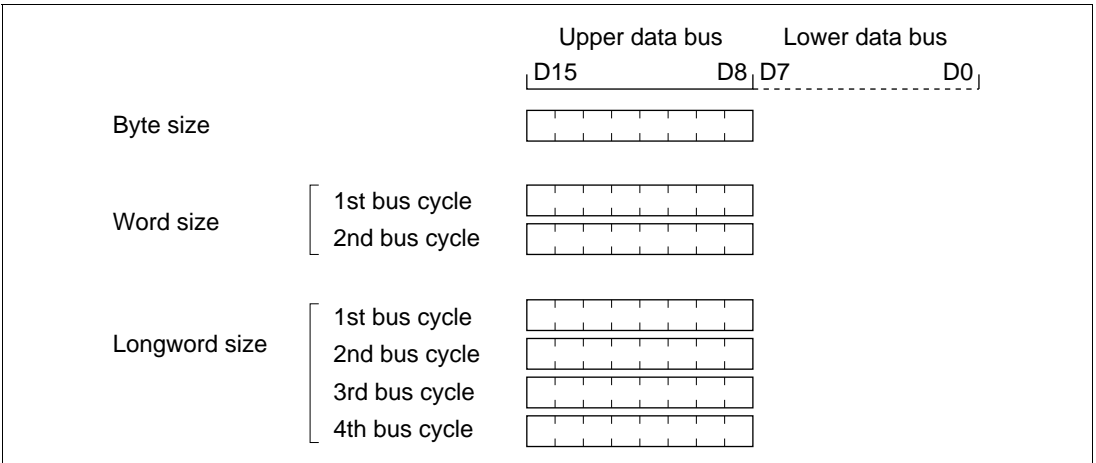 Upper data bus Lower data bus
D15 D8 D7 D0
Byte size
Word size
1st bus cycle
2nd bus cycle
Longword size
1st bus cycle
2nd bus cycle
3rd bus cycle
4th bus cycle